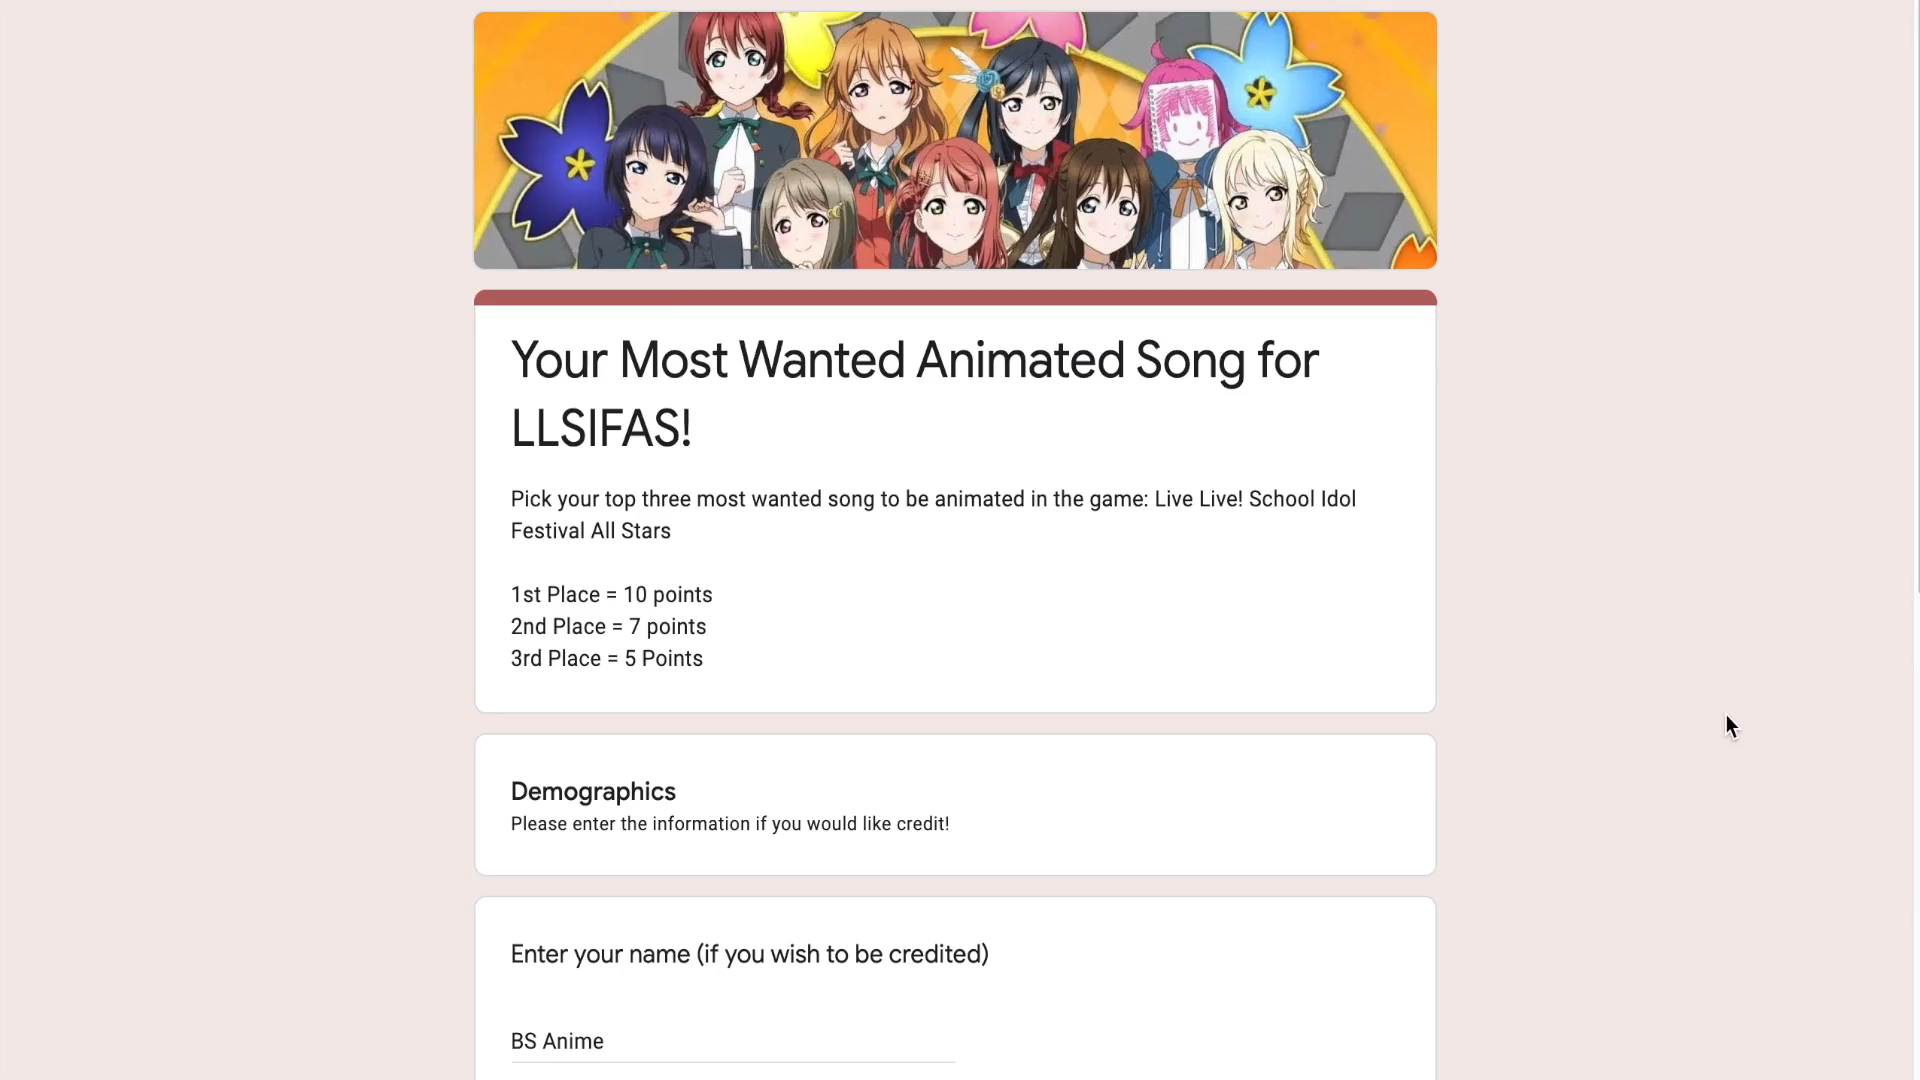 Your Most Wanted Animated Song for
LLSIFAS!
Pick your top three most wanted song to be animated in the game: Live Live! School Idol
Festival All Stars
1st Place = 10 points
2nd Place = 7 points
3rd Place = 5 Points
Demographics
Please enter the information if you would like credit!
Enter your name (if you wish to be credited)
BS Anime